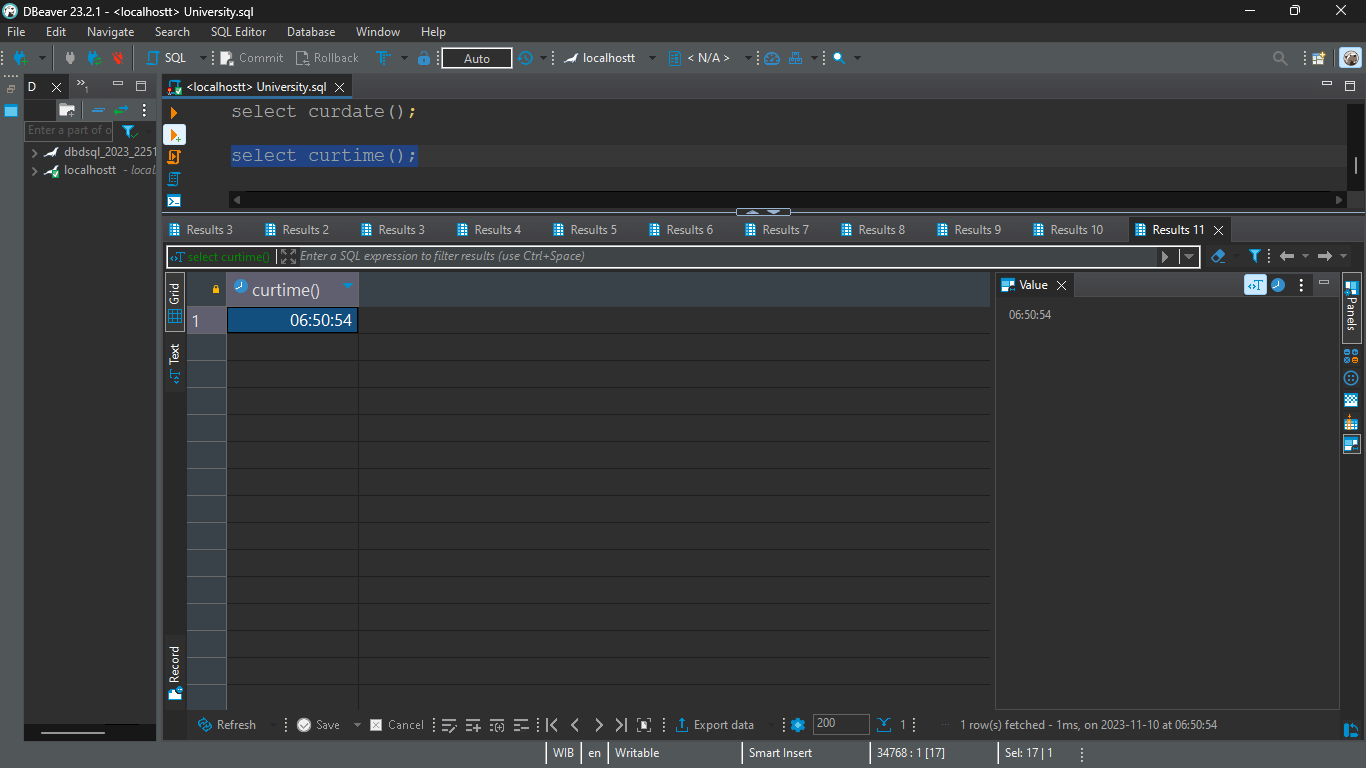 DBeaver 23.2.1 - <localhostt> University.sql
File Edit Navigate Search SQL Editor Database Window Help
SQL Commit Rollback Auto localhostt < N/A >
D »1 <localhostt> University.sql
Enter a part of o
dbdsql_2023_2251
localhostt - local
select curdate();
select curtime();
Results 3 Results 2 Results 3 Results 4 Results 5 Results 6 Results 7 Results 8 Results 9 Results 10 Results 11
select curtime() Enter a SQL expression to filter results (use Ctrl+Space)
Grid
Text
Record
curtime()
1 06:50:54
Value
06:50:54
Panels
Refresh Save Cancel Export data 200 1 1 row(s) fetched - 1ms, on 2023-11-10 at 06:50:54
WIB en Writable Smart Insert 34768 : 1 [17] Sel: 17 | 1